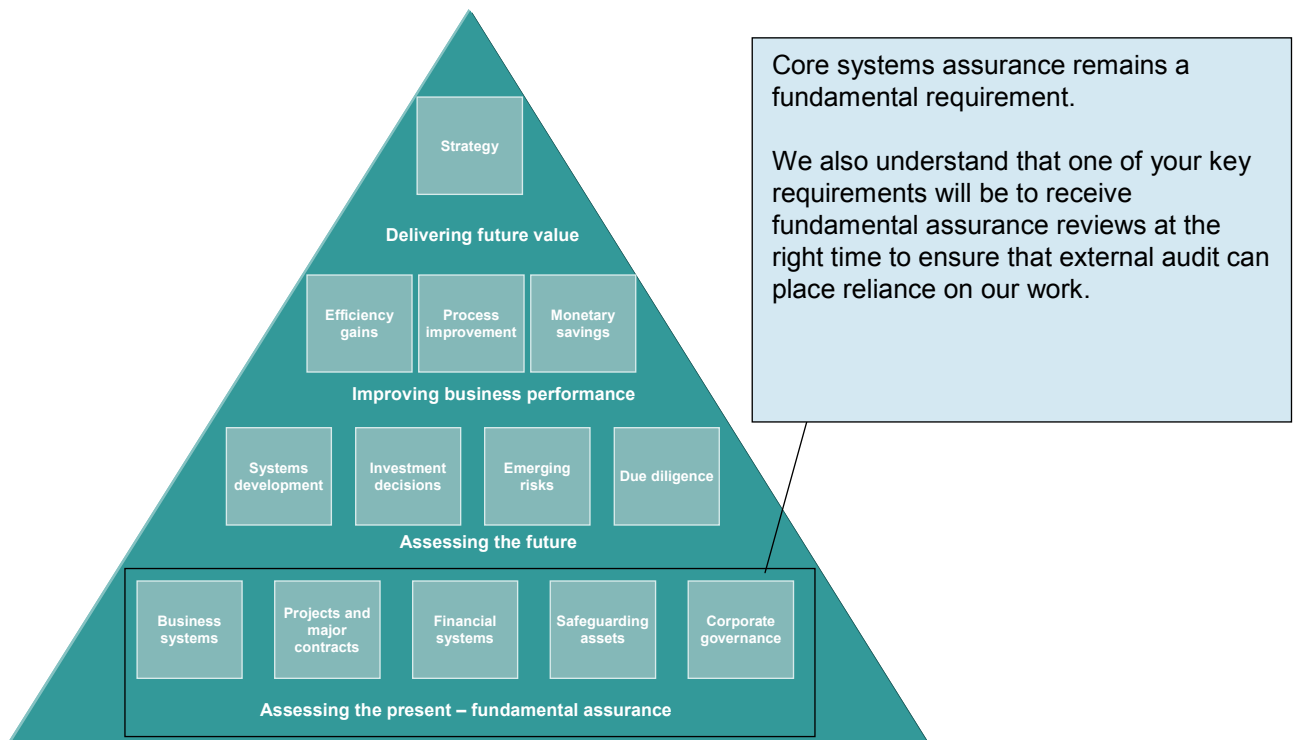 Core systems assurance remains a
fundamental requirement.
We also understand that one of your key
requirements will be to receive
fundamental assurance reviews at the
right time to ensure that external audit can
place reliance on our work.
Strategy
Delivering future value
Efficiency
gains
Process
improvement
Monetary
savings
Improving business performance
Systems
development
Investment
decisions
Emerging
risks
Due diligence
Assessing the future
Business
systems
Projects and
major
contracts
Financial
systems
Safeguarding
assets
Corporate
governance
Assessing the present – fundamental assurance